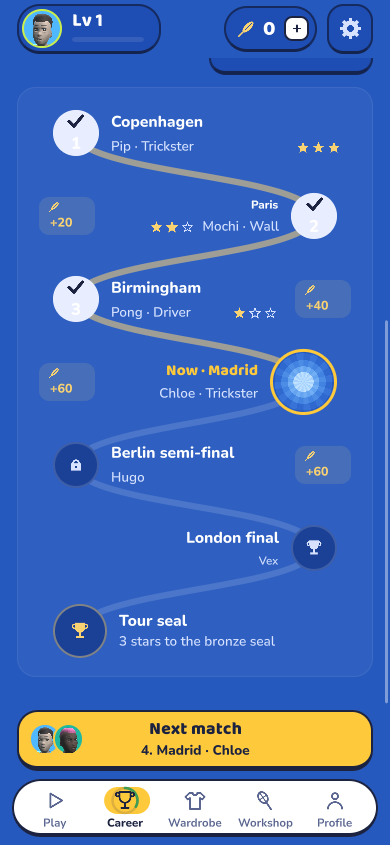 Lv 1
0
+
Copenhagen
1
Pip · Trickster
Paris
+20
Mochi · Wall
2
Birmingham
3
Pong · Driver
+40
Now · Madrid
+60
Chloe · Trickster
Berlin semi-final
+60
Hugo
London final
Vex
Tour seal
3 stars to the bronze seal
Next match
4. Madrid · Chloe
Play
Career
Wardrobe
Workshop
Profile